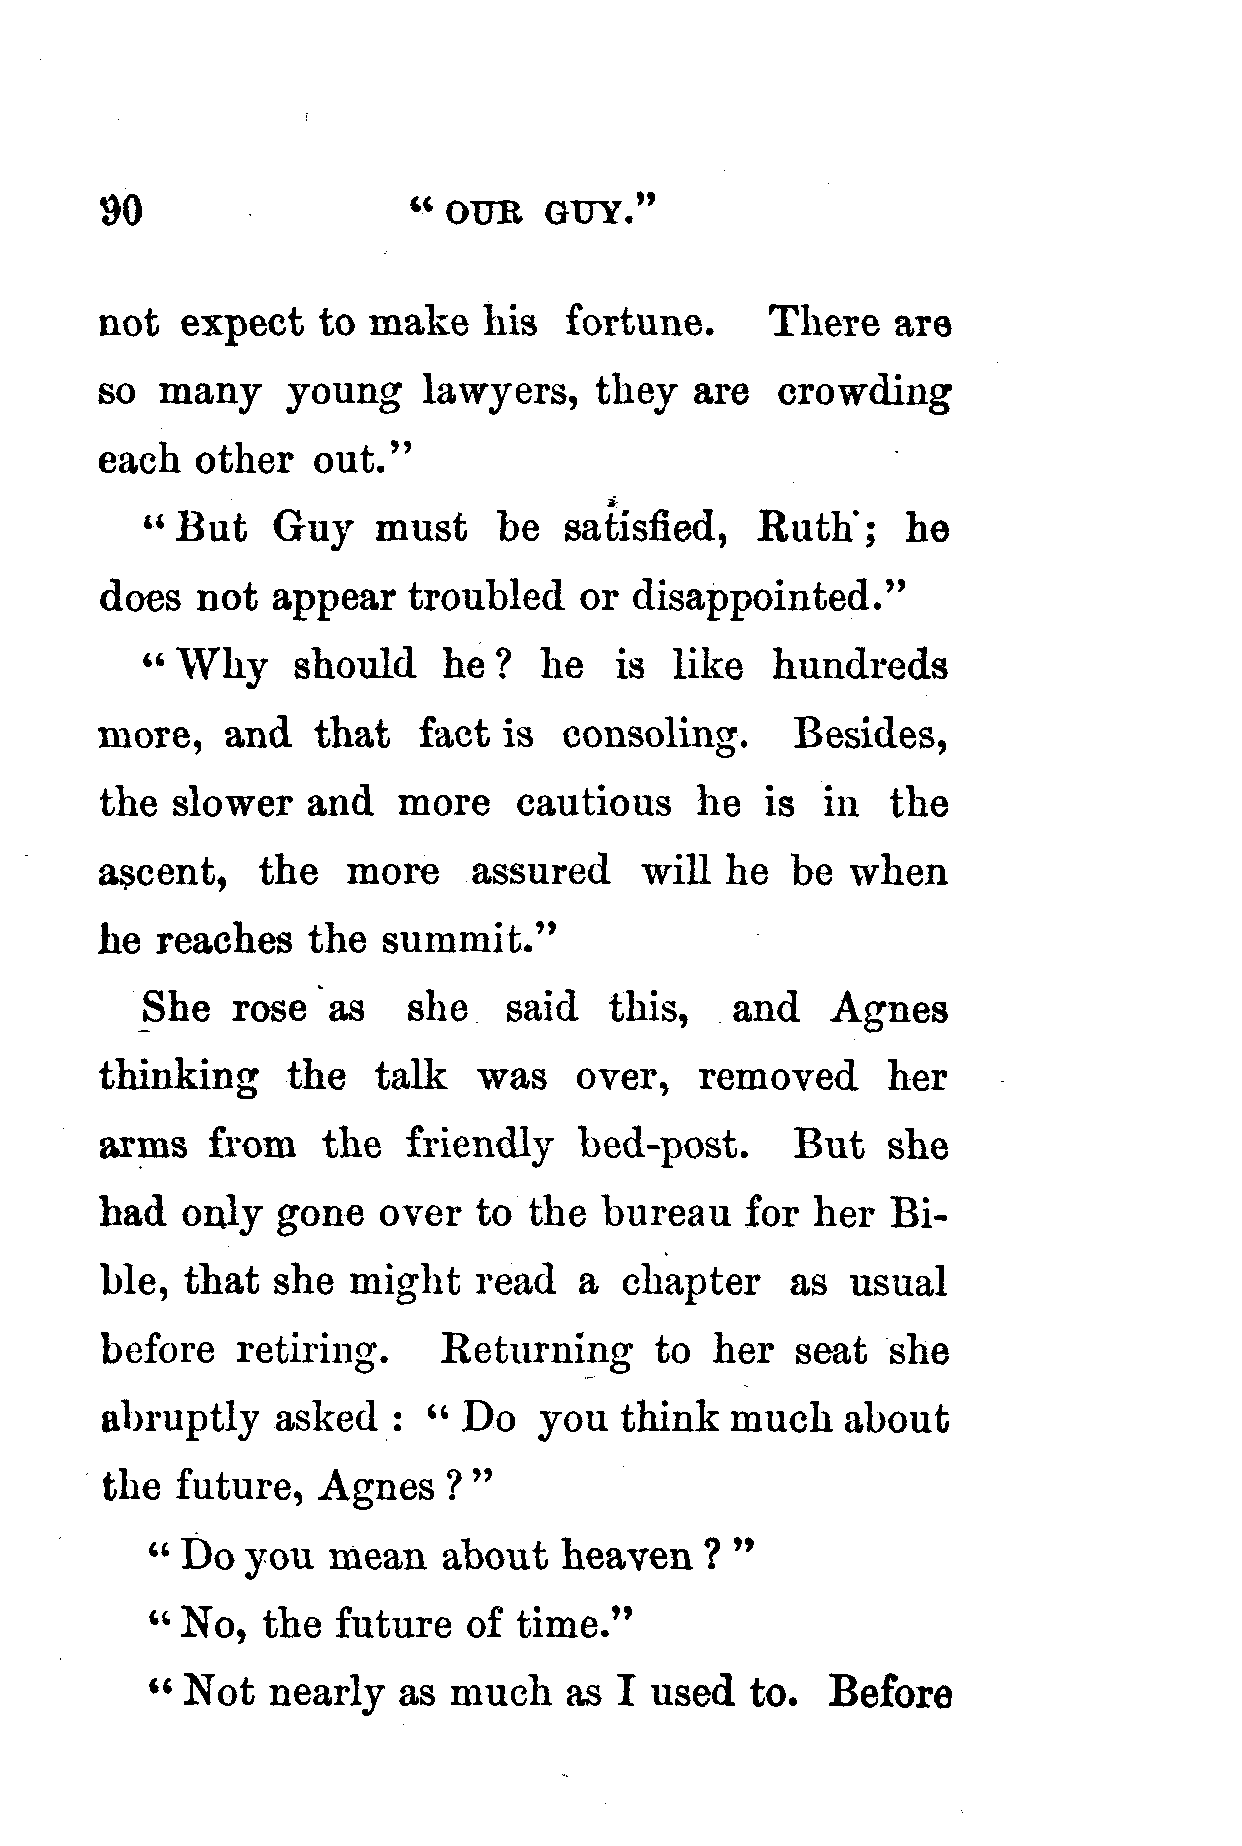 90 “OUR GUY.”
not expect to make his fortune. There are
so many young lawyers, they are crowding
each other out.”
“But Guy must be satisfied, Ruth; he
does not appear troubled or disappointed.”
“Why should he? he is like hundreds
more, and that fact is consoling. Besides,
the slower and more cautious he is in the
ascent, the more assured will he be when
he reaches the summit.”
She rose as she said this, and Agnes
thinking the talk was over, removed her
arms from the friendly bed-post. But she
had only gone over to the bureau for her Bi-
ble, that she might read a chapter as usual
before retiring. Returning to her seat she
abruptly asked: “Do you think much about
the future, Agnes?”
“Do you mean about heaven?”
“No, the future of time.”
“Not nearly as much as I used to. Before